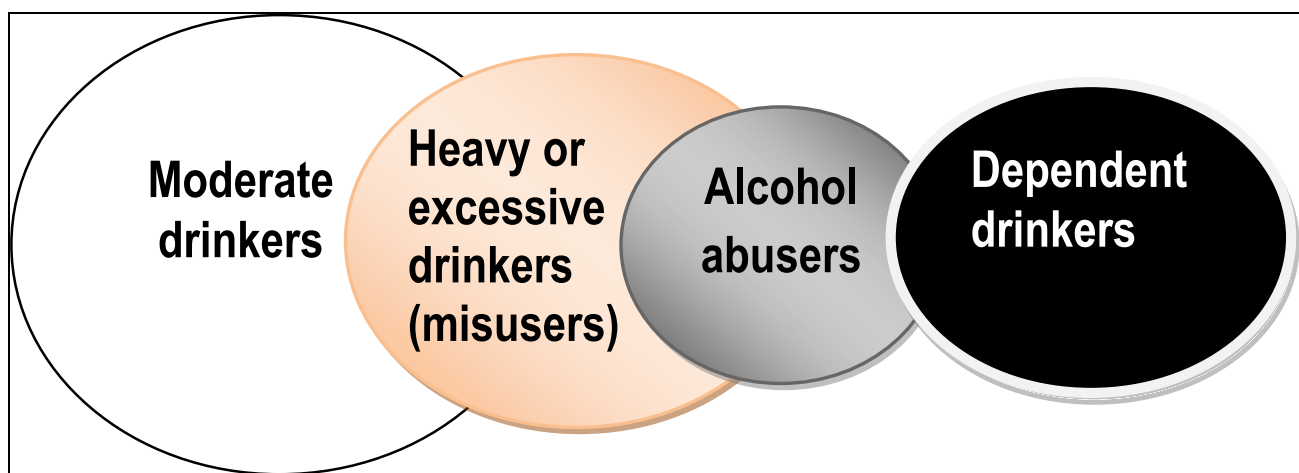 Moderate
drinkers
Heavy or
excessive
drinkers
(misusers)
Alcohol
abusers
Dependent
drinkers